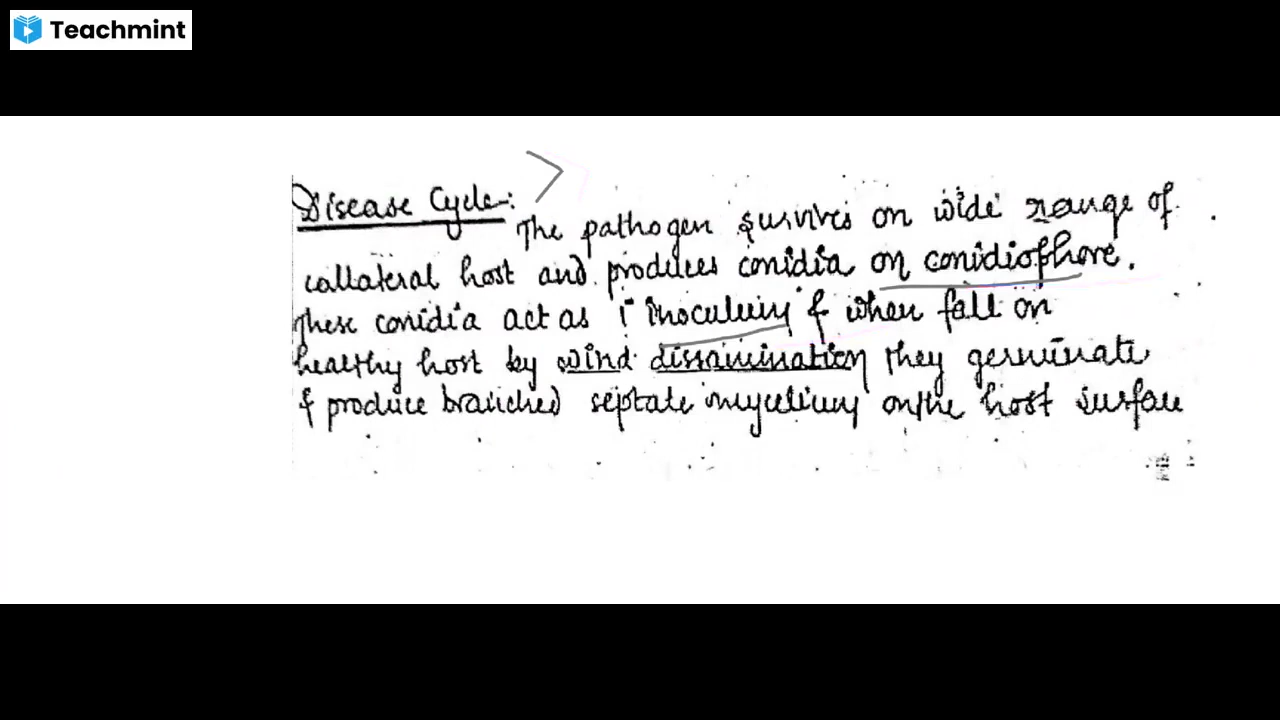 Teachmint
Disease Cycle-:
The pathogen survives on wide range of
collateral host and produces conidia on conidiophore.
These conidia act as 1° inoculum & when fall on
healthy host by wind dissamination they germinate
& produce branched septate mycelium on the host surface